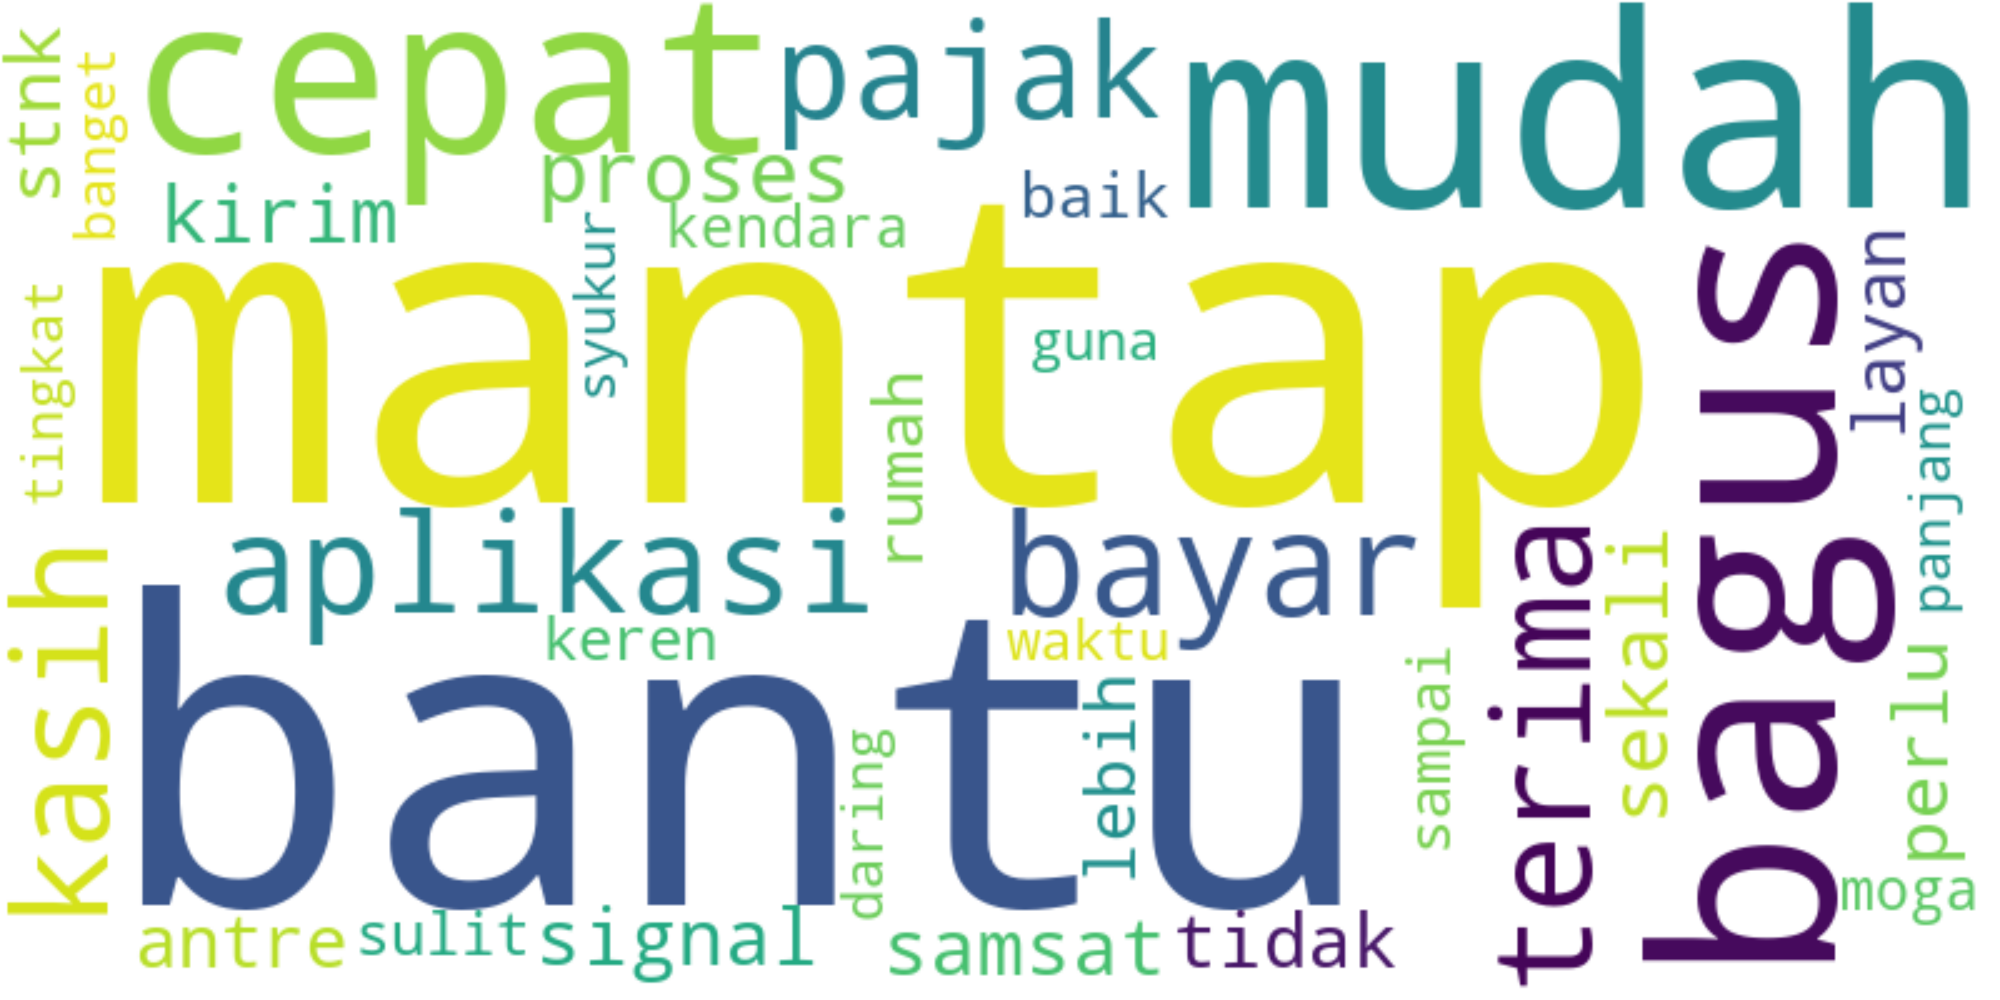 stnk
banget
cepat
pajak
mudah
proses
kirim
kendara
baik
syukur
mantap
guna
layan
bagus
tingkat
rumah
panjang
aplikasi
bayar
kasih
keren
waktu
terima
sekali
bantu
lebih
sampai
perlu
daring
moga
antre
sulit
signal
samsat
tidak